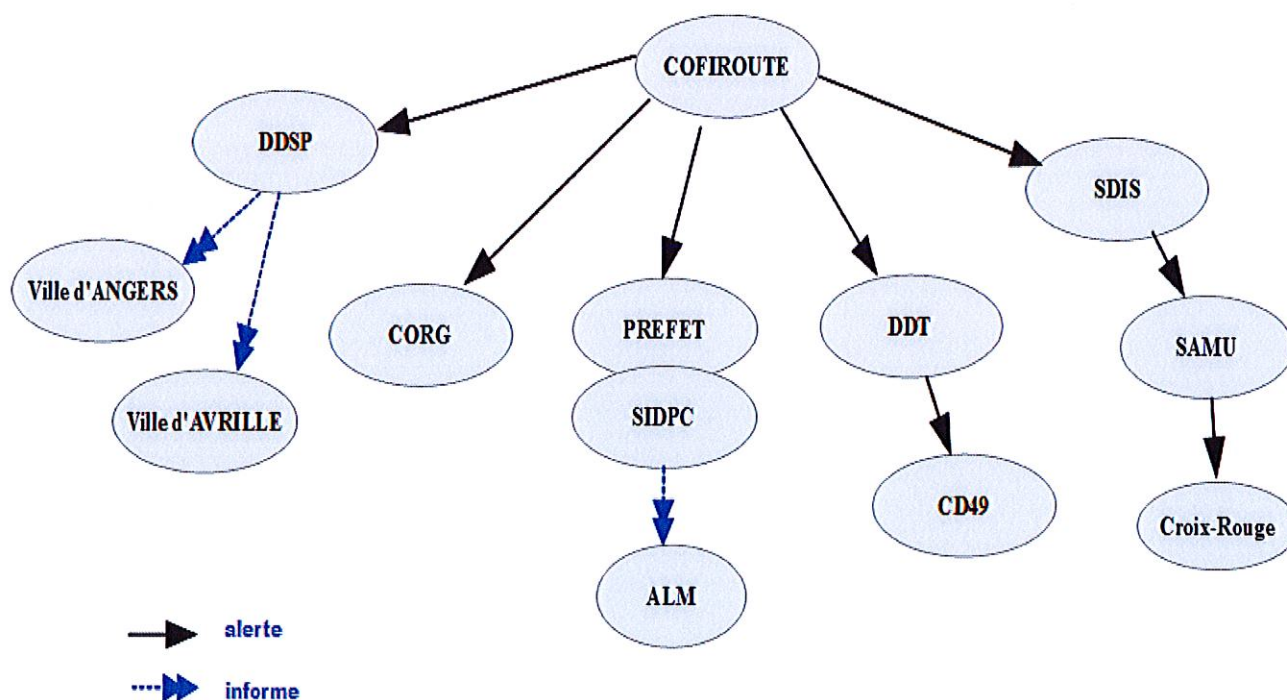 COFIROUTE
DDSP
SDIS
Ville d'ANGERS
CORG
PREFET
DDT
SAMU
Ville d'AVRILLE
SIDPC
CD49
Croix-Rouge
ALM
alerte
informe